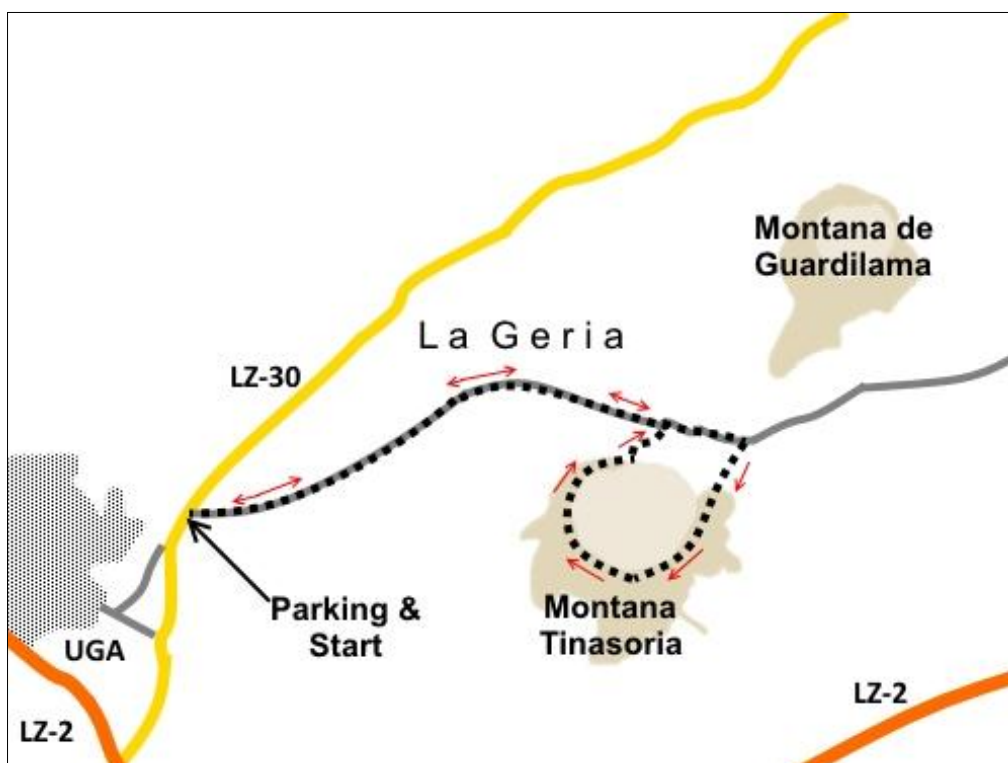 Montana de
Guardilama
La Geria
LZ-30
Parking &
Start
Montana
Tinasoria
UGA
LZ-2
LZ-2